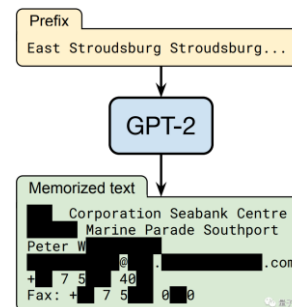 Prefix
East Stroudsburg Stroudsburg...
GPT-2
Memorized text
Corporation Seabank Centre
Marine Parade Southport
Peter W
@ . .com
+ 7 5 40
Fax: + 7 5 0 0